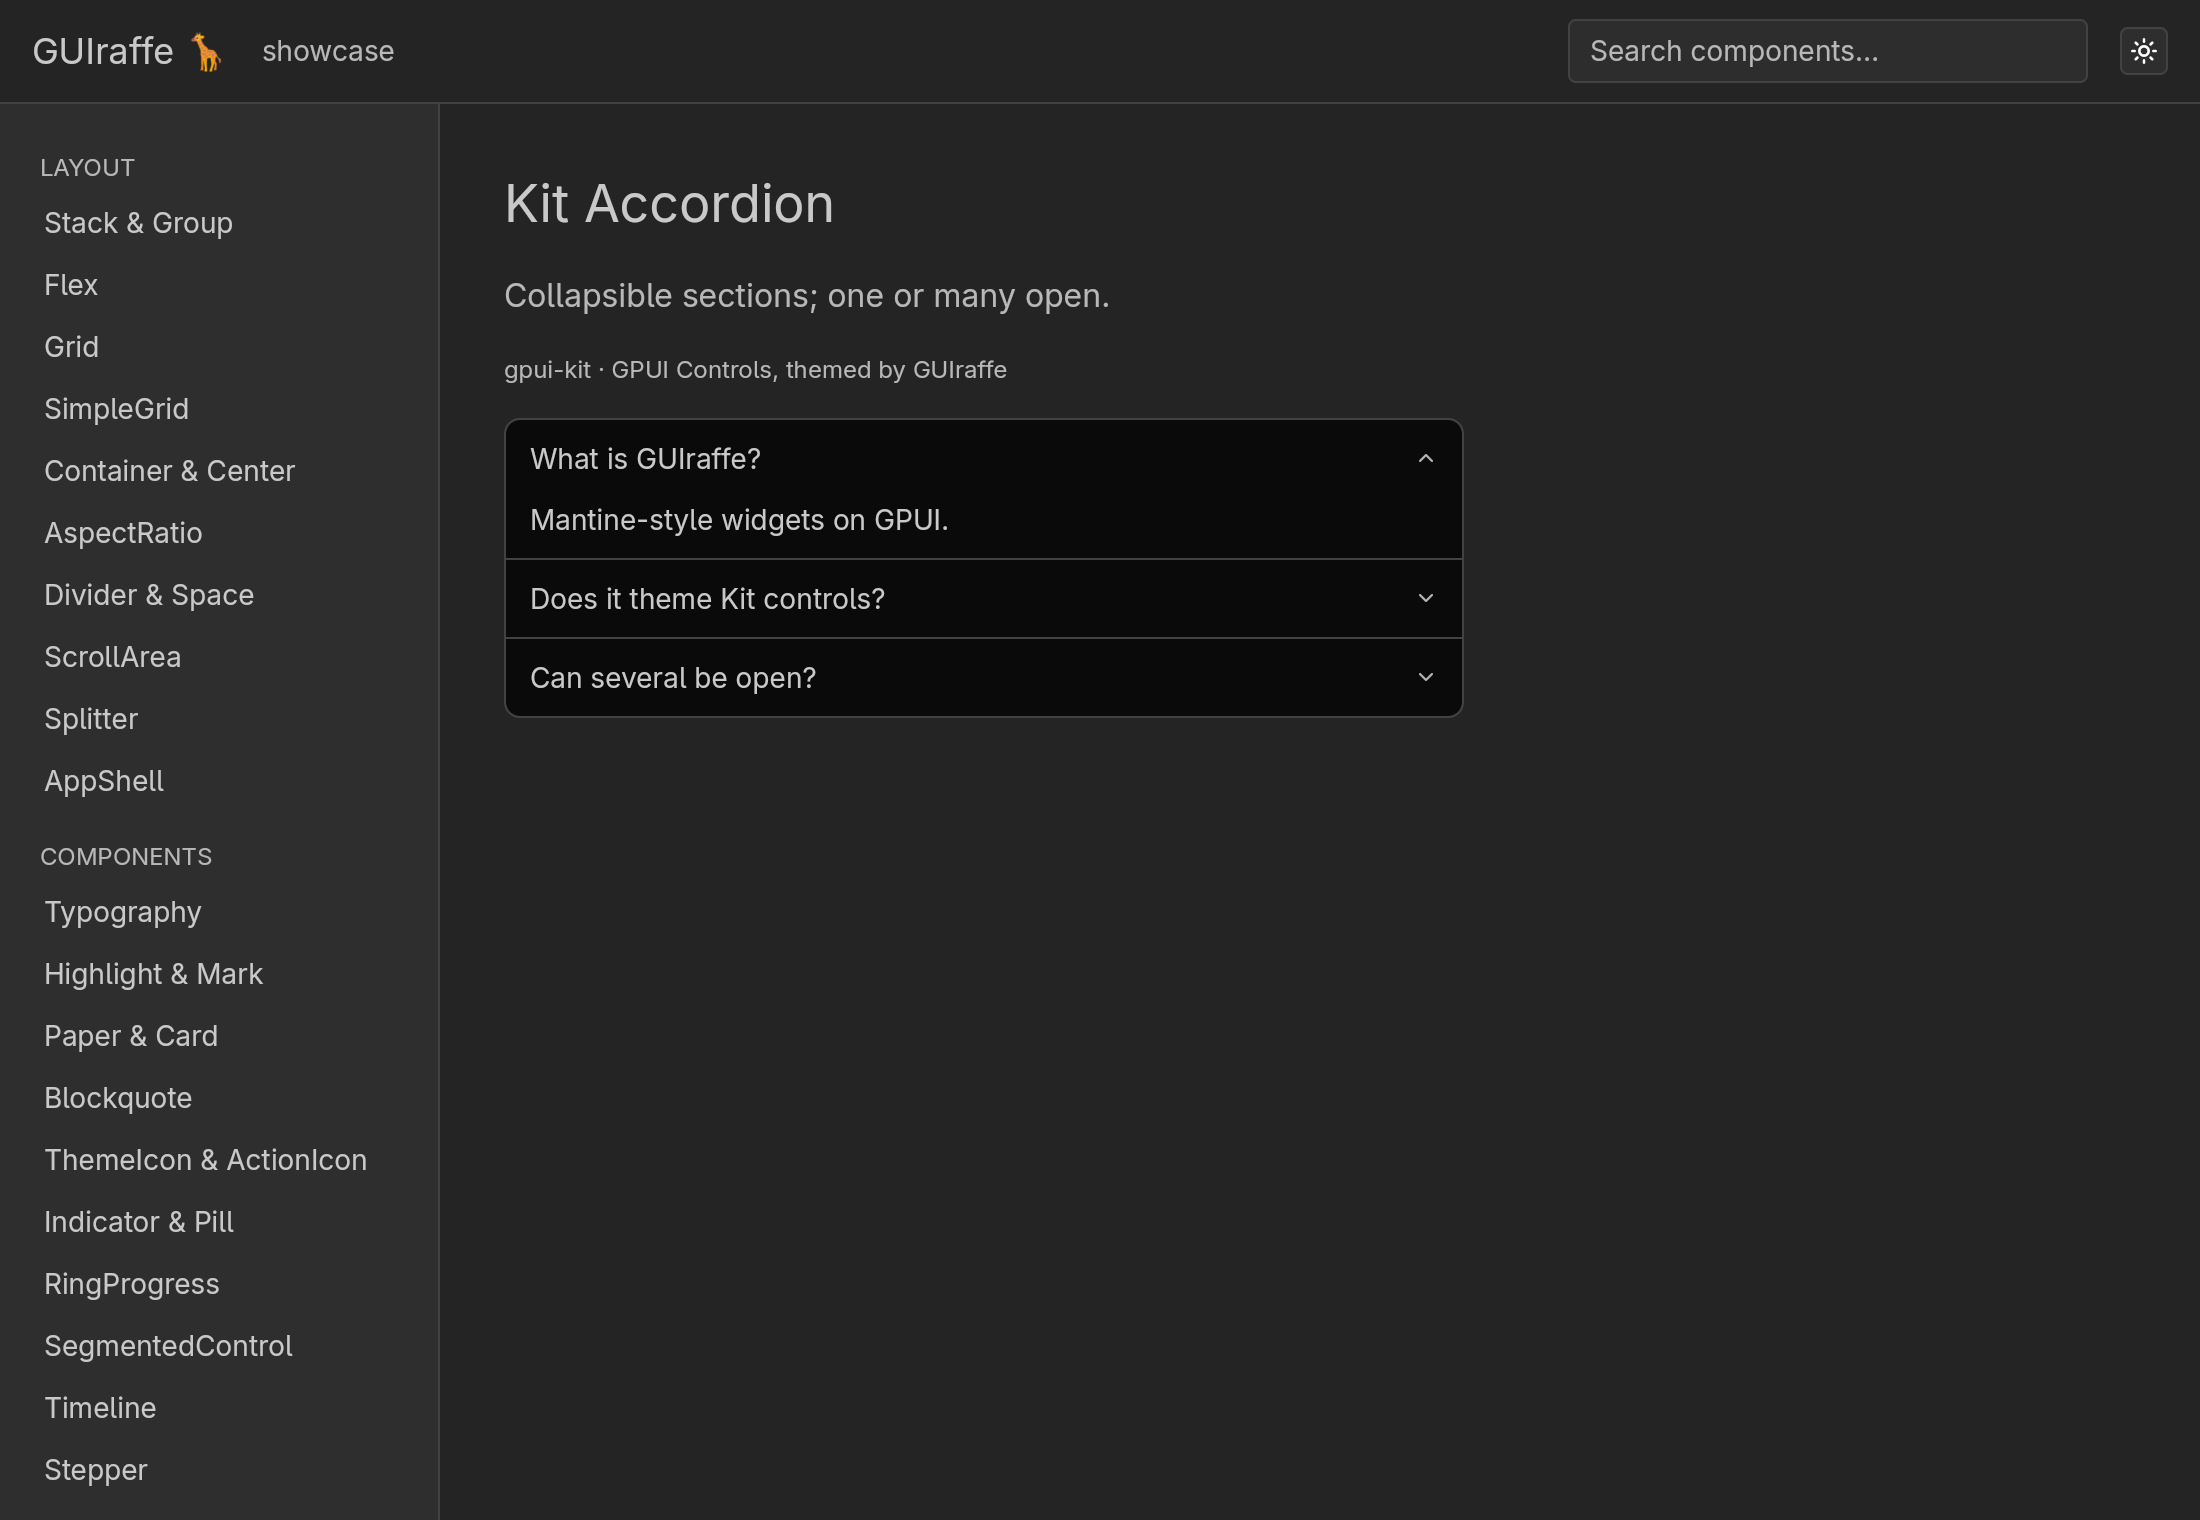 GUIraffe 🦒 showcase Search components...
LAYOUT
Stack & Group
Flex
Grid
SimpleGrid
Container & Center
AspectRatio
Divider & Space
ScrollArea
Splitter
AppShell
COMPONENTS
Typography
Highlight & Mark
Paper & Card
Blockquote
ThemeIcon & ActionIcon
Indicator & Pill
RingProgress
SegmentedControl
Timeline
Stepper
Kit Accordion
Collapsible sections; one or many open.
gpui-kit · GPUI Controls, themed by GUIraffe
What is GUIraffe?
Mantine-style widgets on GPUI.
Does it theme Kit controls?
Can several be open?